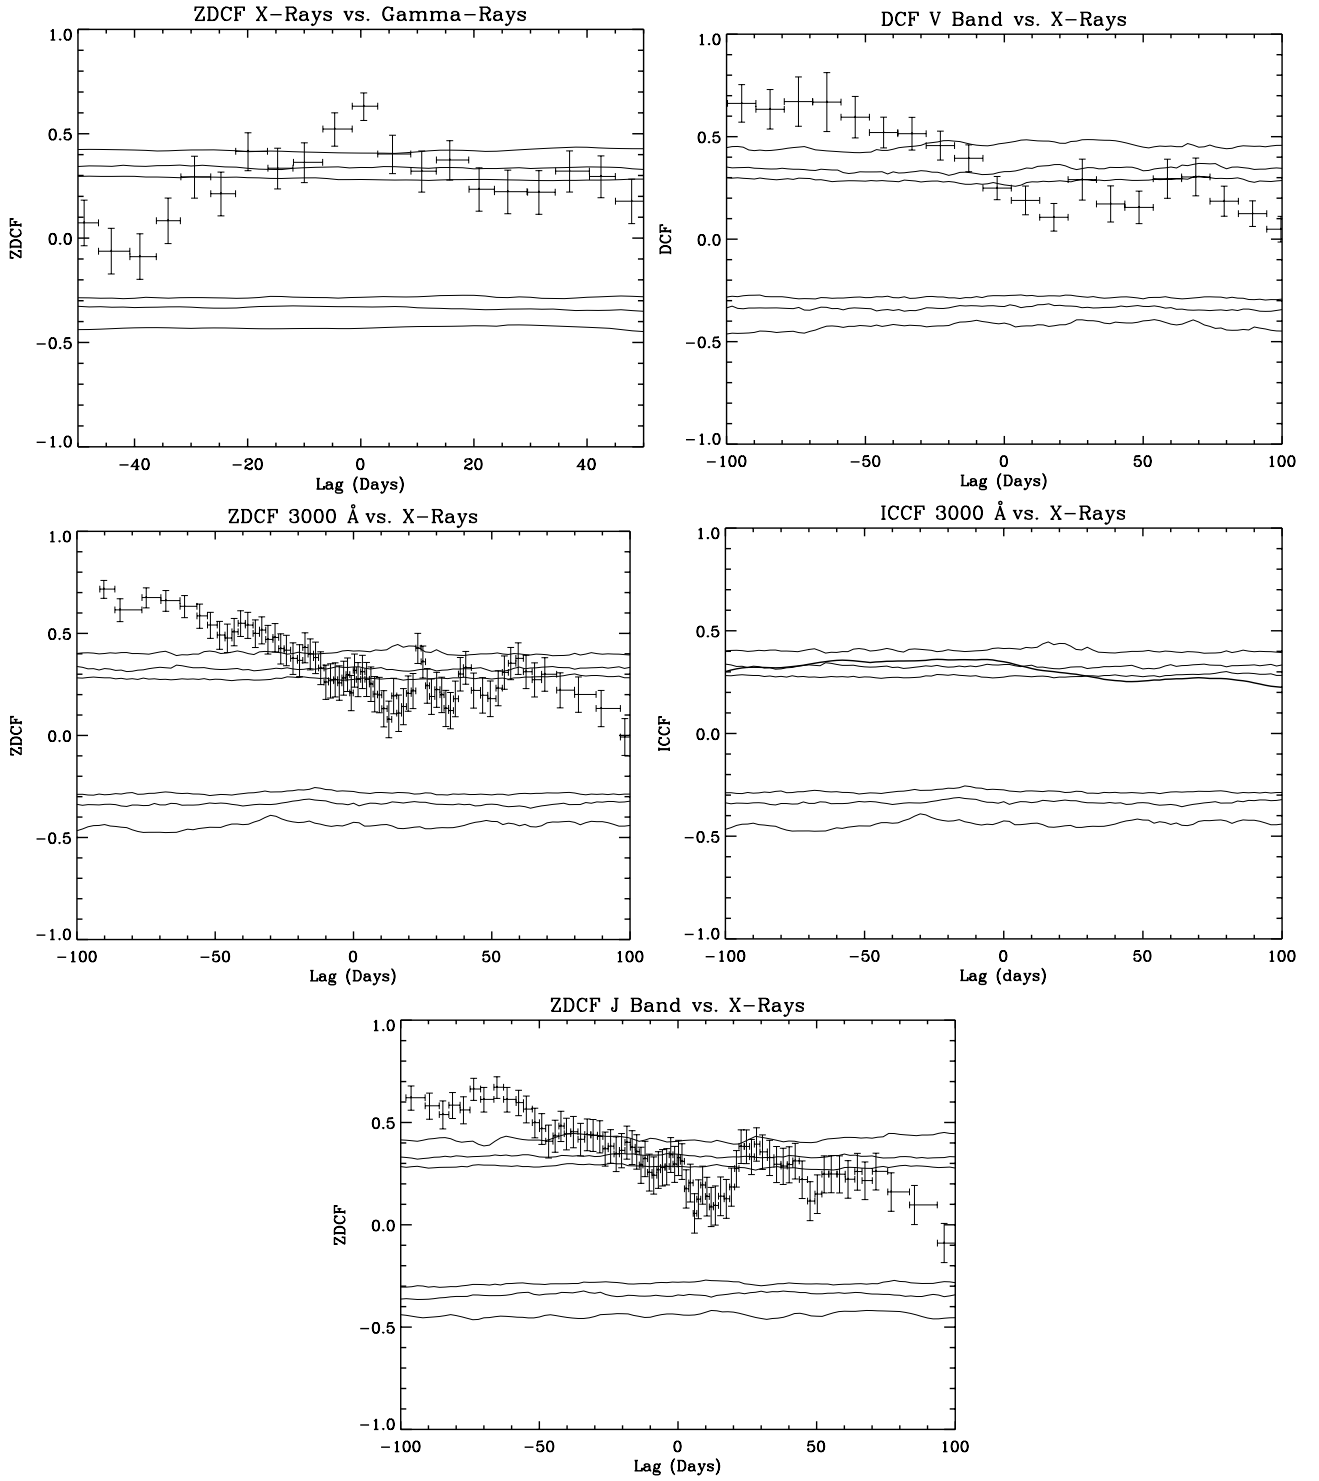 ZDCF X-Rays vs. Gamma-Rays
1.0
0.5
0.0
-0.5
-1.0
ZDCF
-40 -20 0 20 40
Lag (Days)
DCF V Band vs. X-Rays
1.0
0.5
0.0
-0.5
-1.0
DCF
-100 -50 0 50 100
Lag (Days)
ZDCF 3000 Å vs. X-Rays
1.0
0.5
0.0
-0.5
-1.0
ZDCF
-100 -50 0 50 100
Lag (Days)
ICCF 3000 Å vs. X-Rays
1.0
0.5
0.0
-0.5
-1.0
ICCF
-100 -50 0 50 100
Lag (days)
ZDCF J Band vs. X-Rays
1.0
0.5
0.0
-0.5
-1.0
ZDCF
-100 -50 0 50 100
Lag (Days)